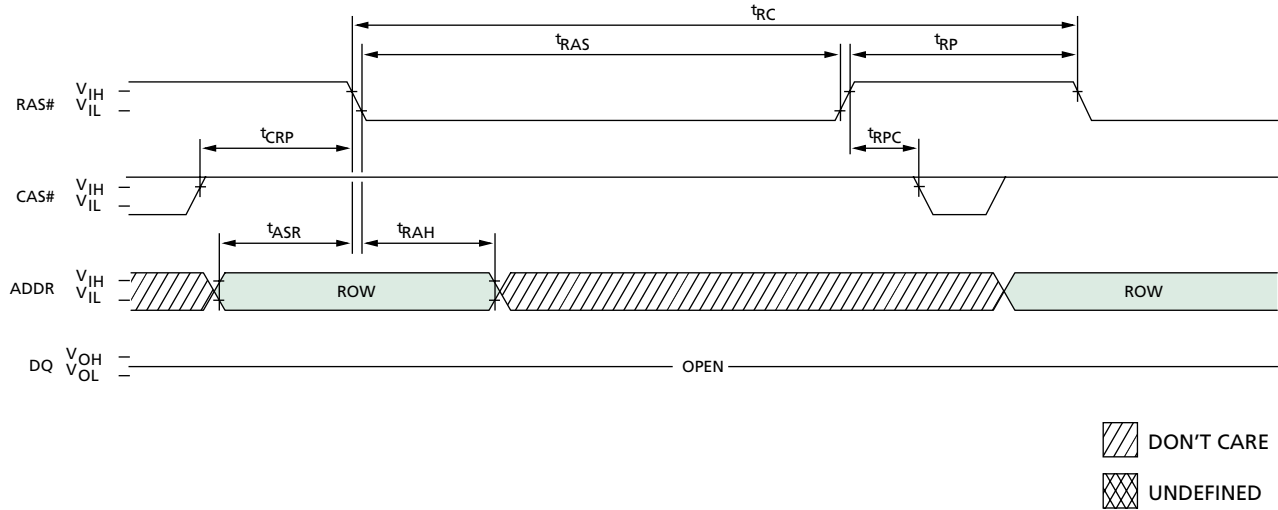 tRC
tRAS
tRP
RAS# VIH
VIL
tCRP
tRPC
CAS# VIH
VIL
tASR
tRAH
ADDR VIH
VIL
ROW
ROW
DQ VOH
VOL
OPEN
DON'T CARE
UNDEFINED